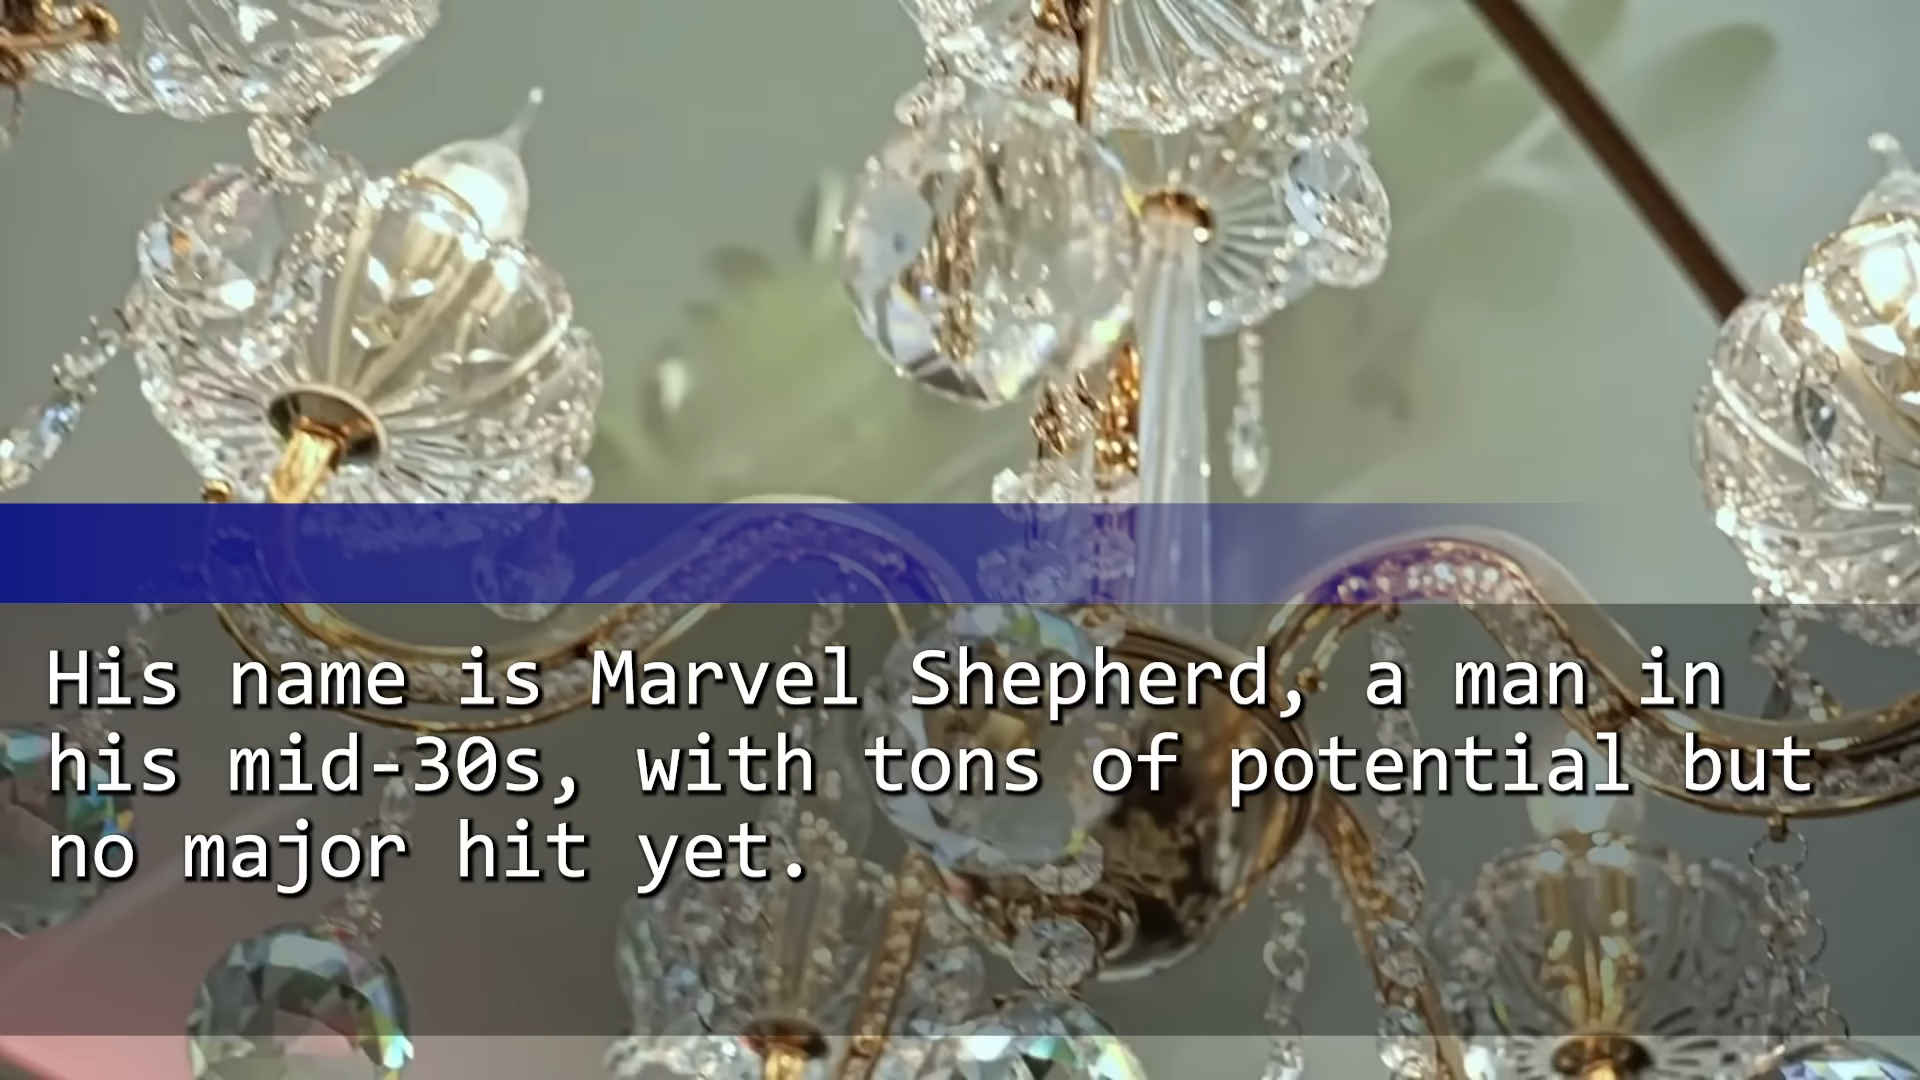 His name is Marvel Shepherd, a man in
his mid-30s, with tons of potential but
no major hit yet.